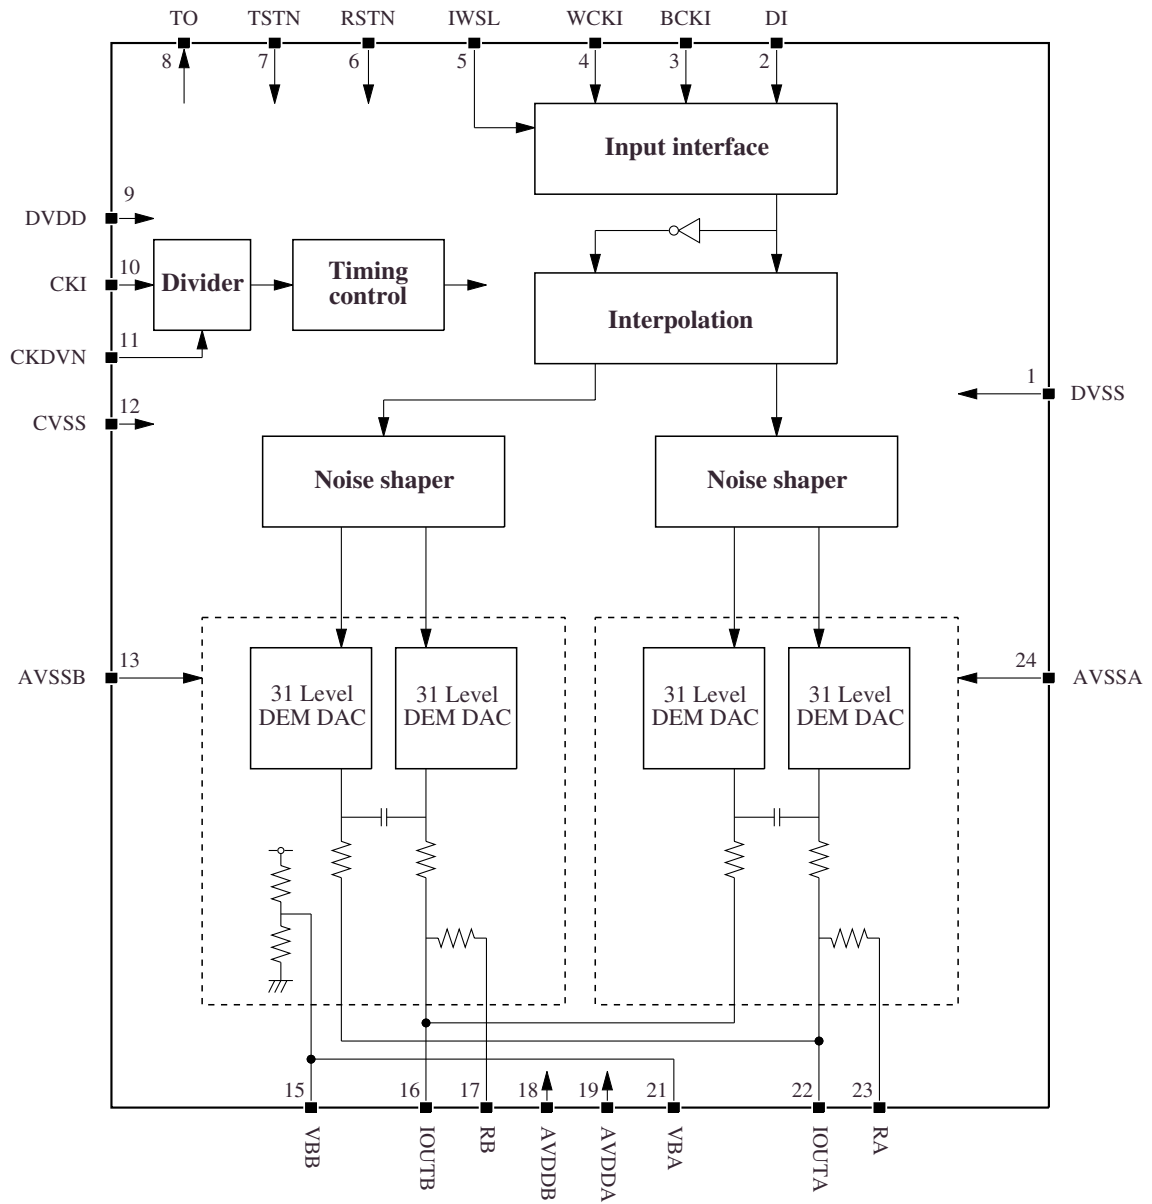 TO TSTN RSTN IWSL WCKI BCKI DI
8 7 6 5 4 3 2
Input interface
9
DVDD
10
CKI
Divider
Timing
control
Interpolation
11
CKDVN
12
CVSS
1
DVSS
Noise shaper
Noise shaper
13
AVSSB
24
AVSSA
31 Level
DEM DAC
31 Level
DEM DAC
31 Level
DEM DAC
31 Level
DEM DAC
15 16 17 18 19 21 22 23
VBB
IOUTB
RB
AVDDB
AVDDA
VBA
IOUTA
RA